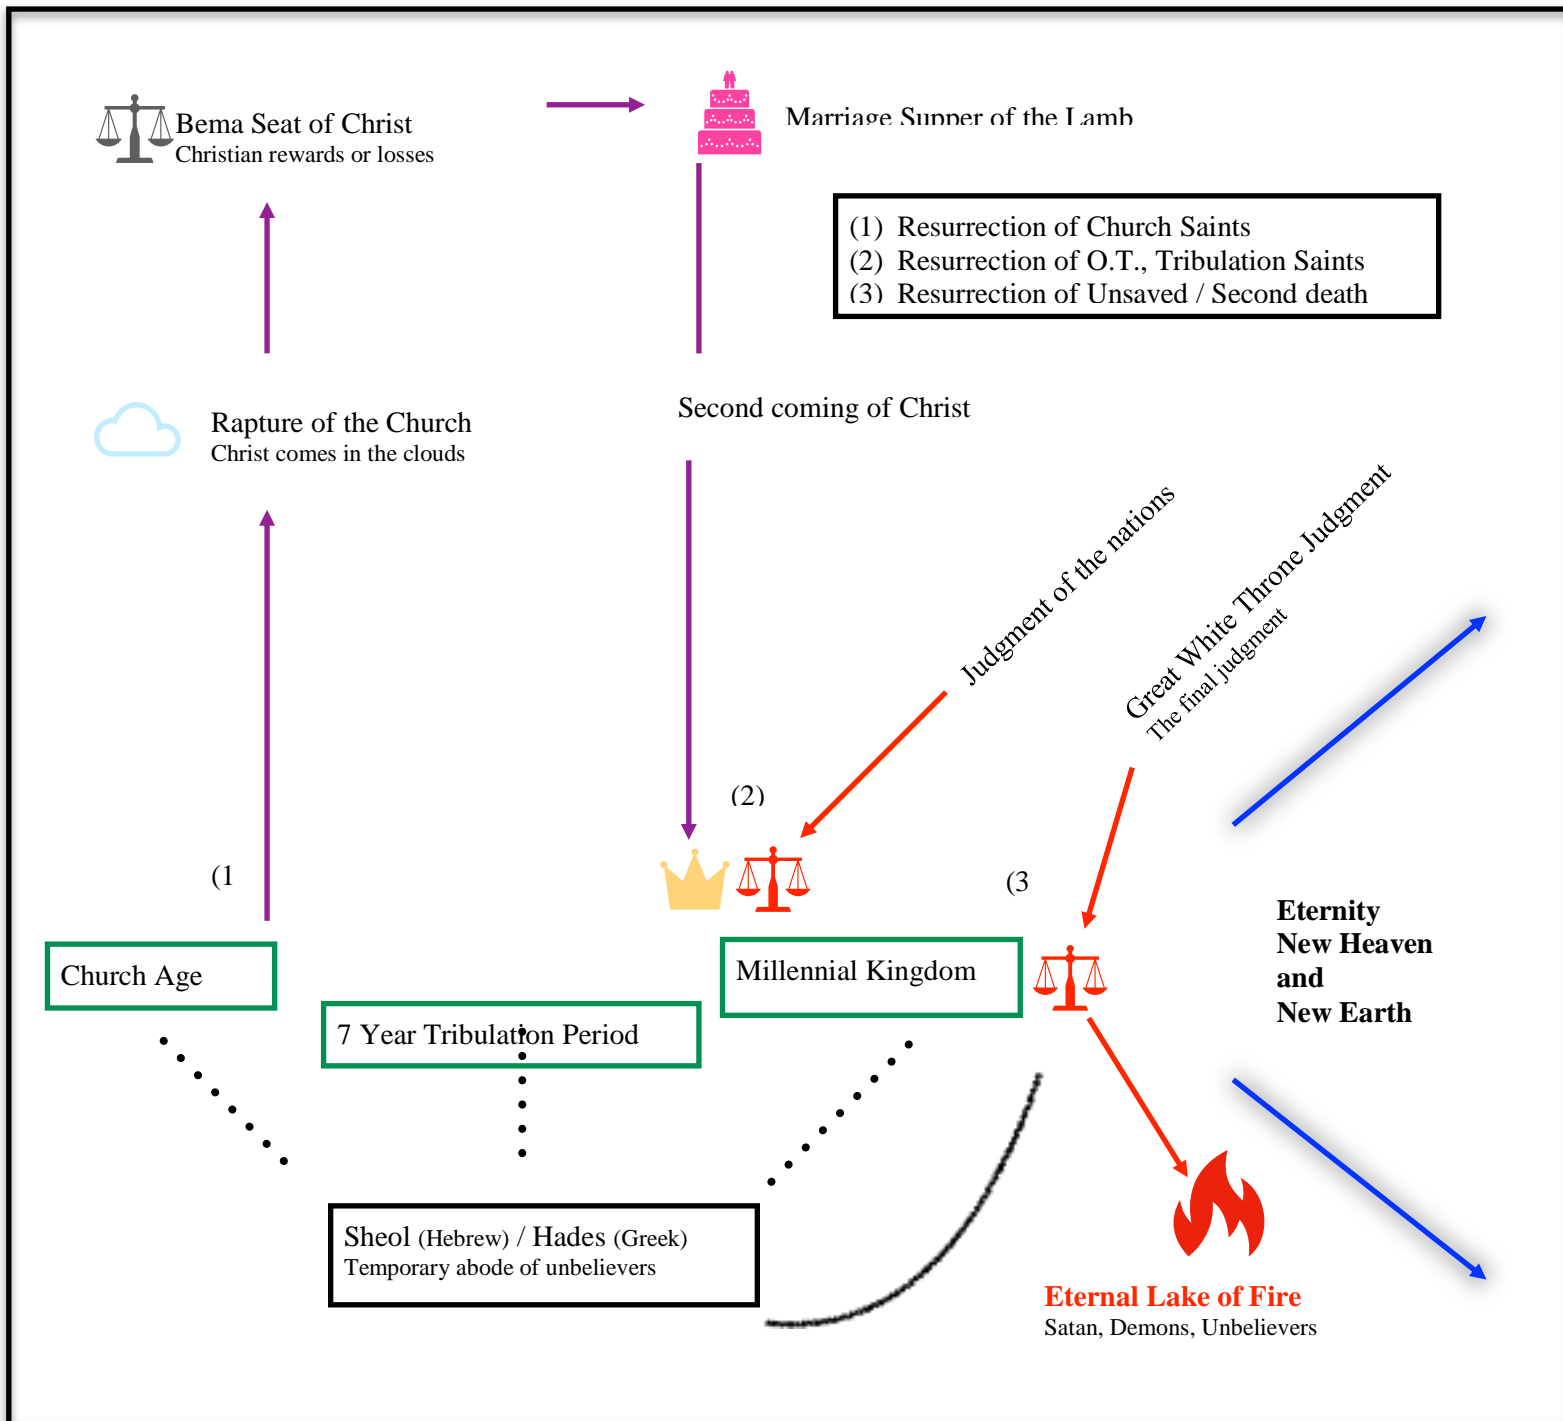 Bema Seat of Christ
Christian rewards or losses
Marriage Supper of the Lamb
(1) Resurrection of Church Saints
(2) Resurrection of O.T., Tribulation Saints
(3) Resurrection of Unsaved / Second death
Rapture of the Church
Christ comes in the clouds
Second coming of Christ
Judgment of the nations
Great White Throne Judgment
The final judgment
(2)
(1
(3
Church Age
7 Year Tribulation Period
Millennial Kingdom
Eternity
New Heaven
and
New Earth
Sheol (Hebrew) / Hades (Greek)
Temporary abode of unbelievers
Eternal Lake of Fire
Satan, Demons, Unbelievers